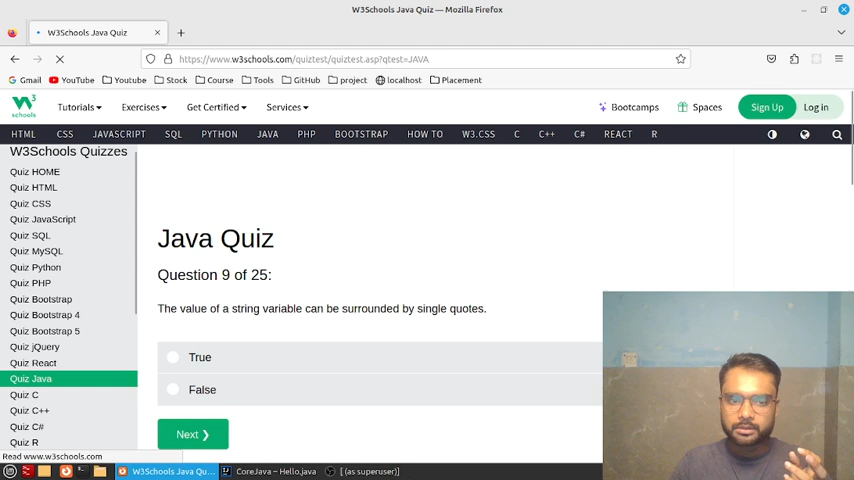 W3Schools Java Quiz — Mozilla Firefox
W3Schools Java Quiz
https://www.w3schools.com/quiztest/quiztest.asp?qtest=JAVA
Gmail YouTube Youtube Stock Course Tools GitHub project localhost Placement
W3 schools Tutorials Exercises Get Certified Services Bootcamps Spaces Sign Up Log in
HTML CSS JAVASCRIPT SQL PYTHON JAVA PHP BOOTSTRAP HOW TO W3.CSS C C++ C# REACT R
W3Schools Quizzes
Quiz HOME
Quiz HTML
Quiz CSS
Quiz JavaScript
Quiz SQL
Quiz MySQL
Quiz Python
Quiz PHP
Quiz Bootstrap
Quiz Bootstrap 4
Quiz Bootstrap 5
Quiz jQuery
Quiz React
Quiz Java
Quiz C
Quiz C++
Quiz C#
Quiz R
Java Quiz
Question 9 of 25:
The value of a string variable can be surrounded by single quotes.
True
False
Next ❯
Read www.w3schools.com
W3Schools Java Qu... CoreJava – Hello.java [ (as superuser)]